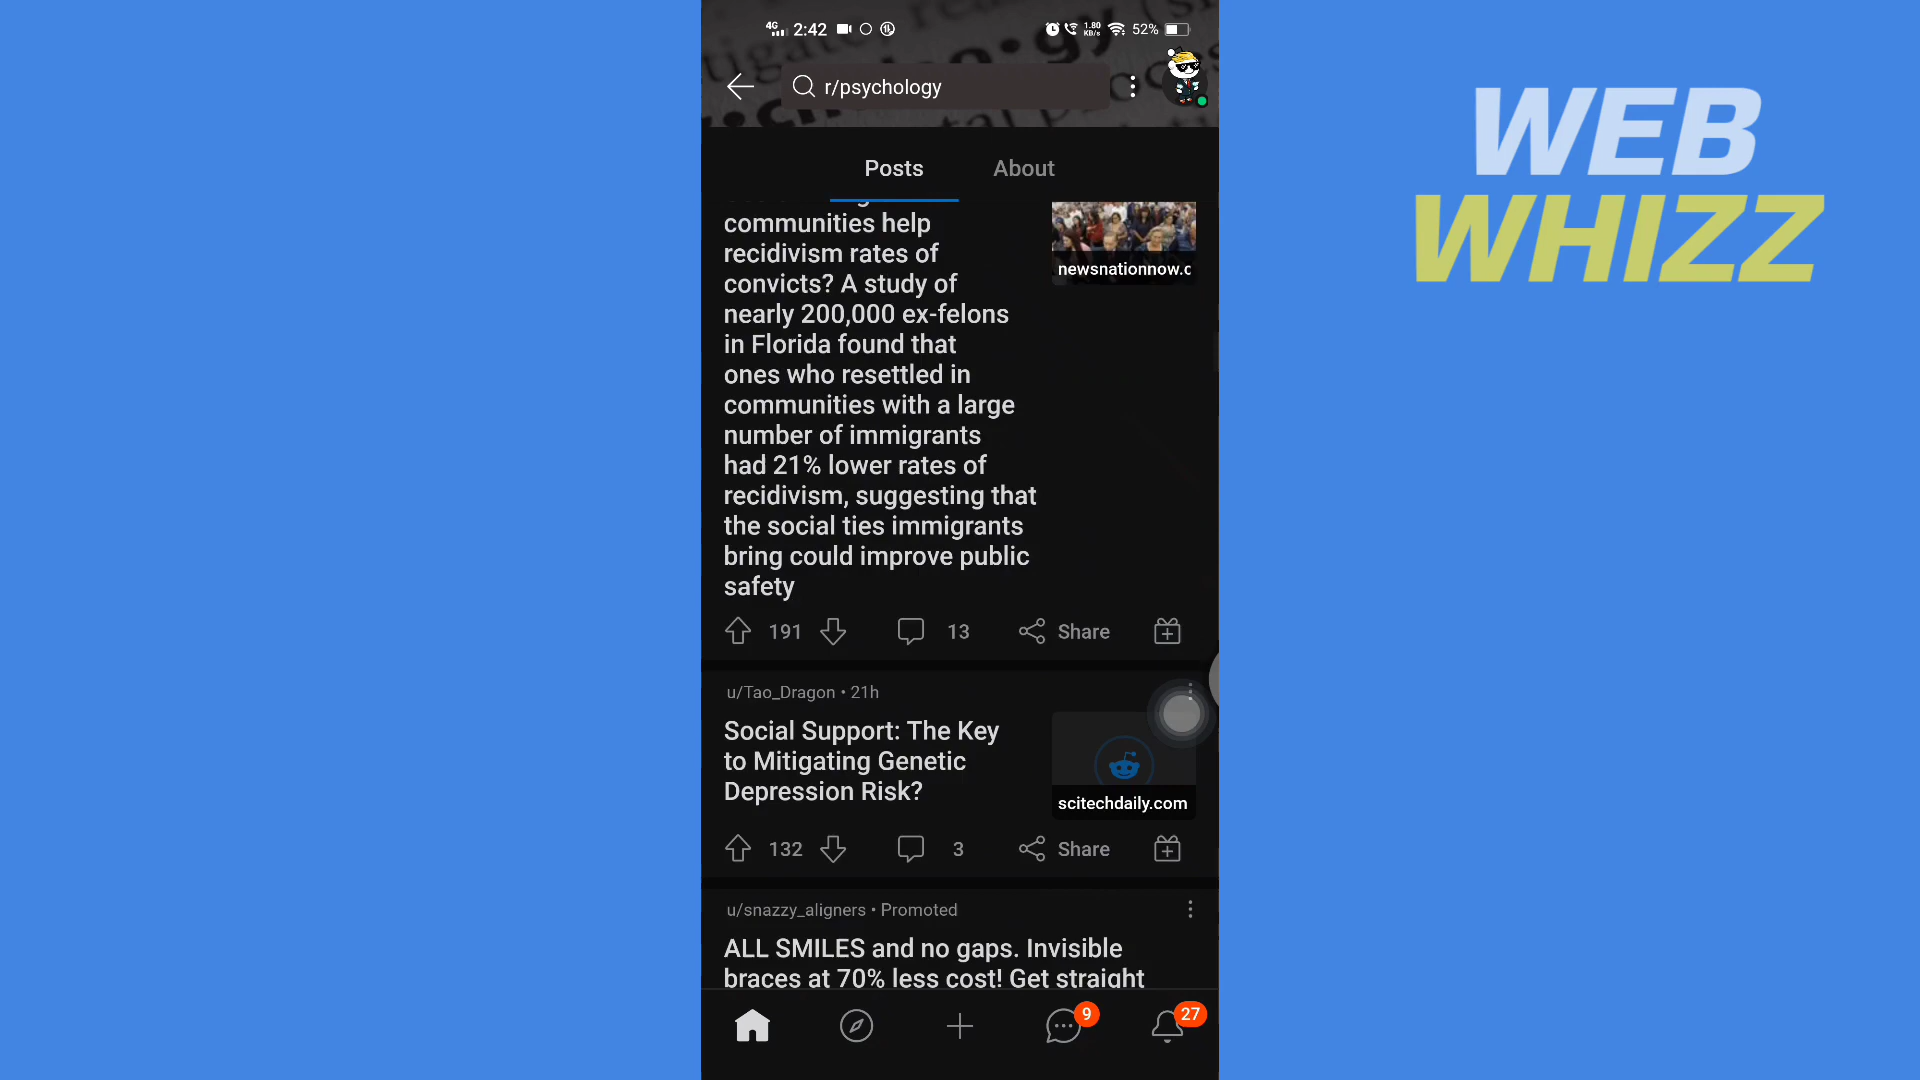 4G 2:42 1.80 KB/s 52%
r/psychology
WEB
WHIZZ
Posts About
communities help
recidivism rates of
convicts? A study of
nearly 200,000 ex-felons
in Florida found that
ones who resettled in
communities with a large
number of immigrants
had 21% lower rates of
recidivism, suggesting that
the social ties immigrants
bring could improve public
safety
newsnationnow.c
191 13 Share
u/Tao_Dragon • 21h
Social Support: The Key
to Mitigating Genetic
Depression Risk?
scitechdaily.com
132 3 Share
u/snazzy_aligners • Promoted
ALL SMILES and no gaps. Invisible
braces at 70% less cost! Get straight
9 27